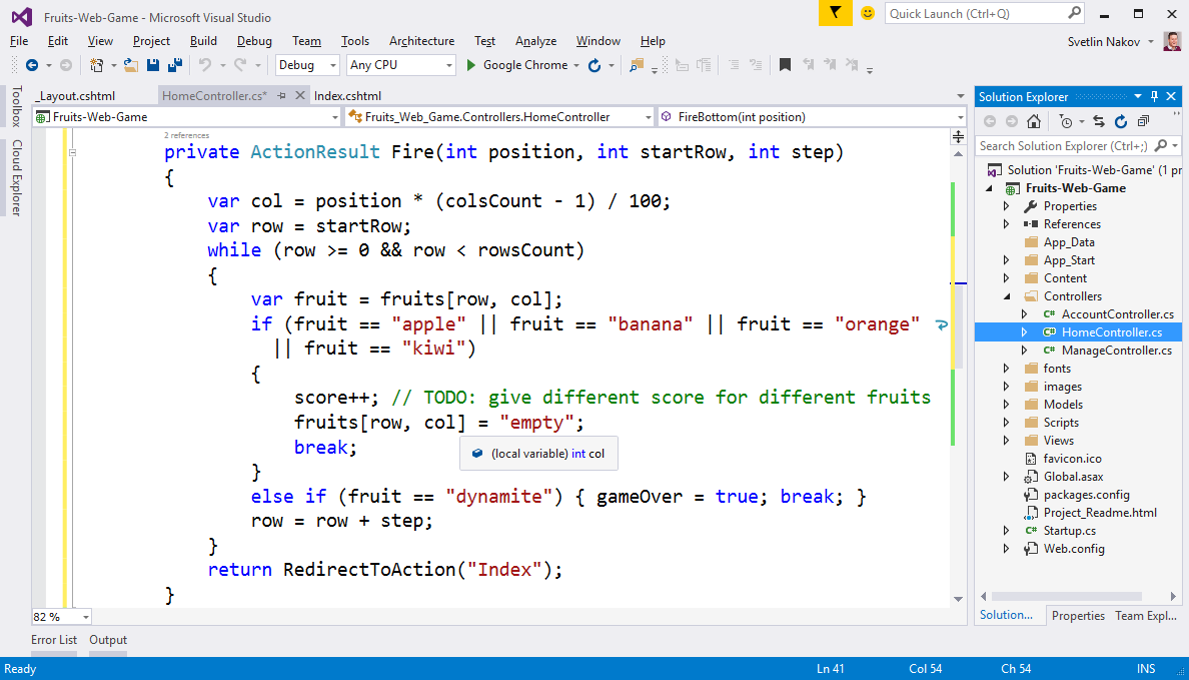 Fruits-Web-Game - Microsoft Visual Studio
Quick Launch (Ctrl+Q)
File Edit View Project Build Debug Team Tools Architecture Test Analyze Window Help
Svetlin Nakov
Debug Any CPU Google Chrome
Toolbox
Cloud Explorer
_Layout.cshtml HomeController.cs* Index.cshtml
Fruits-Web-Game Fruits_Web_Game.Controllers.HomeController FireBottom(int position)
2 references
private ActionResult Fire(int position, int startRow, int step)
{
var col = position * (colsCount - 1) / 100;
var row = startRow;
while (row >= 0 && row < rowsCount)
{
var fruit = fruits[row, col];
if (fruit == "apple" || fruit == "banana" || fruit == "orange"
|| fruit == "kiwi")
{
score++; // TODO: give different score for different fruits
fruits[row, col] = "empty";
break;
(local variable) int col
}
else if (fruit == "dynamite") { gameOver = true; break; }
row = row + step;
}
return RedirectToAction("Index");
}
82 %
Solution Explorer
Search Solution Explorer (Ctrl+;)
Solution 'Fruits-Web-Game' (1 pr
Fruits-Web-Game
Properties
References
App_Data
App_Start
Content
Controllers
C# AccountController.cs
C# HomeController.cs
C# ManageController.cs
fonts
images
Models
Scripts
Views
favicon.ico
Global.asax
packages.config
Project_Readme.html
C# Startup.cs
Web.config
Solution... Properties Team Expl...
Error List Output
Ready Ln 41 Col 54 Ch 54 INS